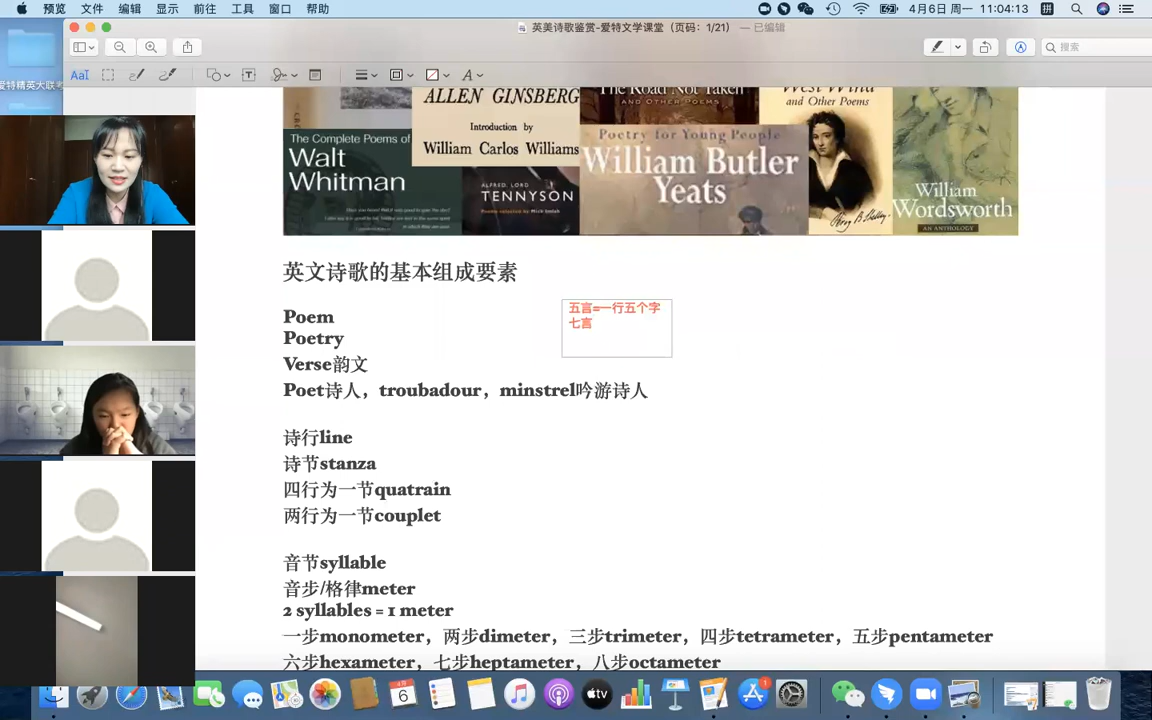 预览 文件 编辑 显示 前往 工具 窗口 帮助 4月6日 周一 11:04:13 拼
英美诗歌鉴赏-爱特文学课堂（页码：1/21） — 已编辑
搜索
AaI
爱特精英大联考
ALLEN GINSBERG
Introduction by
William Carlos Williams
The Road Not Taken
AND OTHER POEMS
West Wind
and Other Poems
The Complete Poems of
Walt
Whitman
ALFRED, LORD
TENNYSON
Poetry for Young People
William Butler
Yeats
William
Wordsworth
AN ANTHOLOGY
英文诗歌的基本组成要素
五言=一行五个字
七言
Poem
Poetry
Verse韵文
Poet诗人，troubadour，minstrel吟游诗人
诗行line
诗节stanza
四行为一节quatrain
两行为一节couplet
音节syllable
音步/格律meter
2 syllables = 1 meter
一步monometer，两步dimeter，三步trimeter，四步tetrameter，五步pentameter
六步hexameter，七步heptameter，八步octameter
6
tv
1